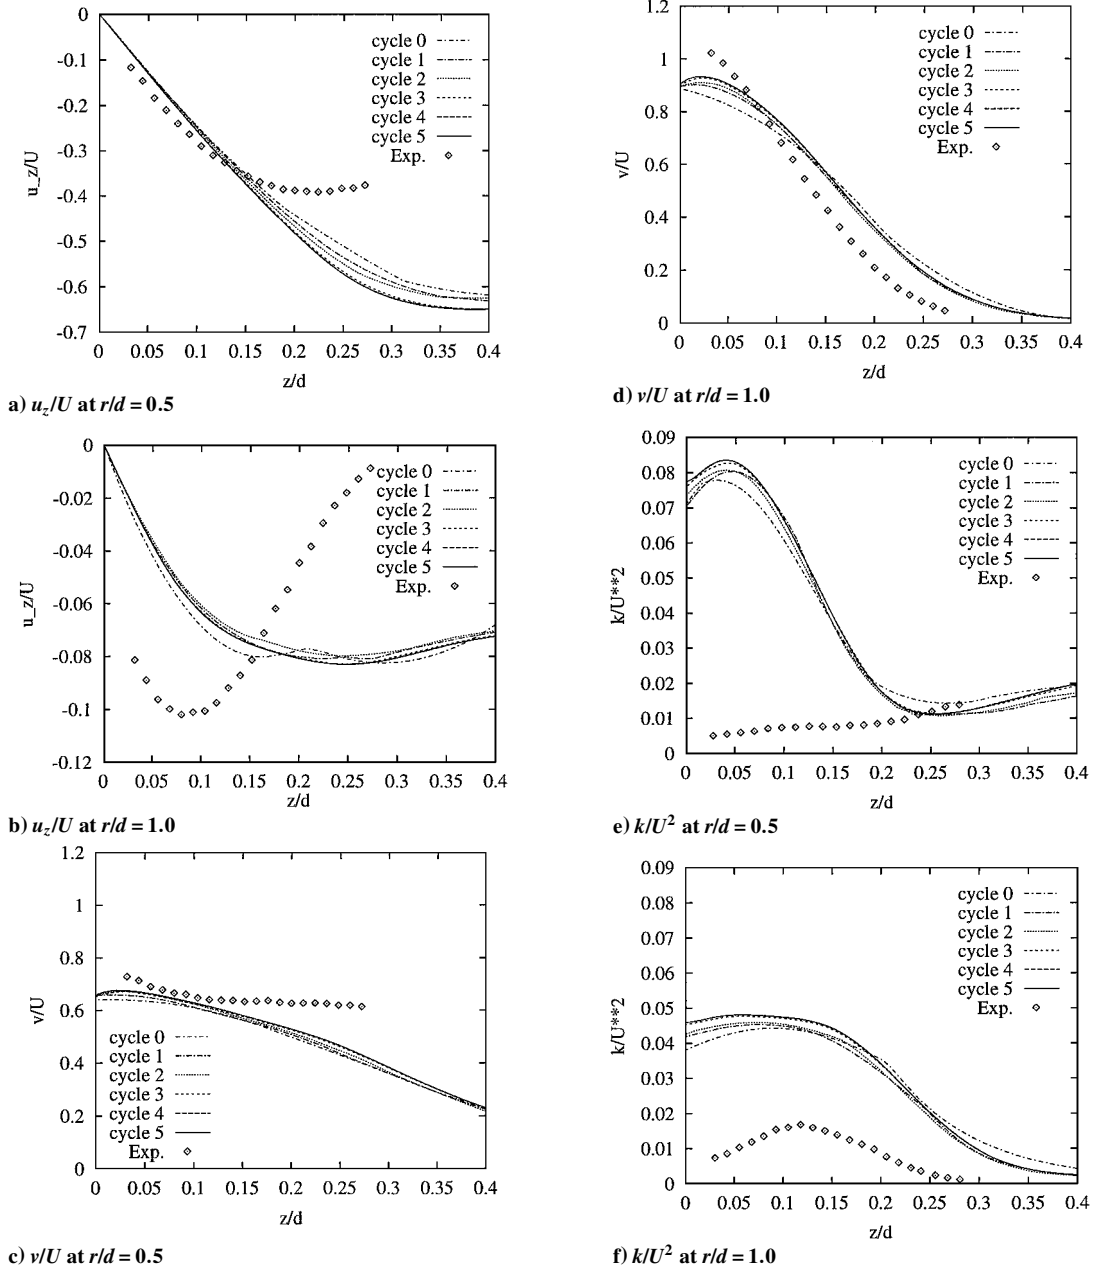 0
-0.1
-0.2
-0.3
-0.4
-0.5
-0.6
-0.7
u_z/U
cycle 0
cycle 1
cycle 2
cycle 3
cycle 4
cycle 5
Exp.
0 0.05 0.1 0.15 0.2 0.25 0.3 0.35 0.4
z/d
a) u_z/U at r/d = 0.5
0
-0.02
-0.04
-0.06
-0.08
-0.1
-0.12
u_z/U
cycle 0
cycle 1
cycle 2
cycle 3
cycle 4
cycle 5
Exp.
0 0.05 0.1 0.15 0.2 0.25 0.3 0.35 0.4
z/d
b) u_z/U at r/d = 1.0
1.2
1
0.8
0.6
0.4
0.2
0
v/U
cycle 0
cycle 1
cycle 2
cycle 3
cycle 4
cycle 5
Exp.
0 0.05 0.1 0.15 0.2 0.25 0.3 0.35 0.4
z/d
c) v/U at r/d = 0.5
1.2
1
0.8
0.6
0.4
0.2
0
v/U
cycle 0
cycle 1
cycle 2
cycle 3
cycle 4
cycle 5
Exp.
0 0.05 0.1 0.15 0.2 0.25 0.3 0.35 0.4
z/d
d) v/U at r/d = 1.0
0.09
0.08
0.07
0.06
0.05
0.04
0.03
0.02
0.01
0
k/U**2
cycle 0
cycle 1
cycle 2
cycle 3
cycle 4
cycle 5
Exp.
0 0.05 0.1 0.15 0.2 0.25 0.3 0.35 0.4
z/d
e) k/U² at r/d = 0.5
0.09
0.08
0.07
0.06
0.05
0.04
0.03
0.02
0.01
0
k/U**2
cycle 0
cycle 1
cycle 2
cycle 3
cycle 4
cycle 5
Exp.
0 0.05 0.1 0.15 0.2 0.25 0.3 0.35 0.4
z/d
f) k/U² at r/d = 1.0